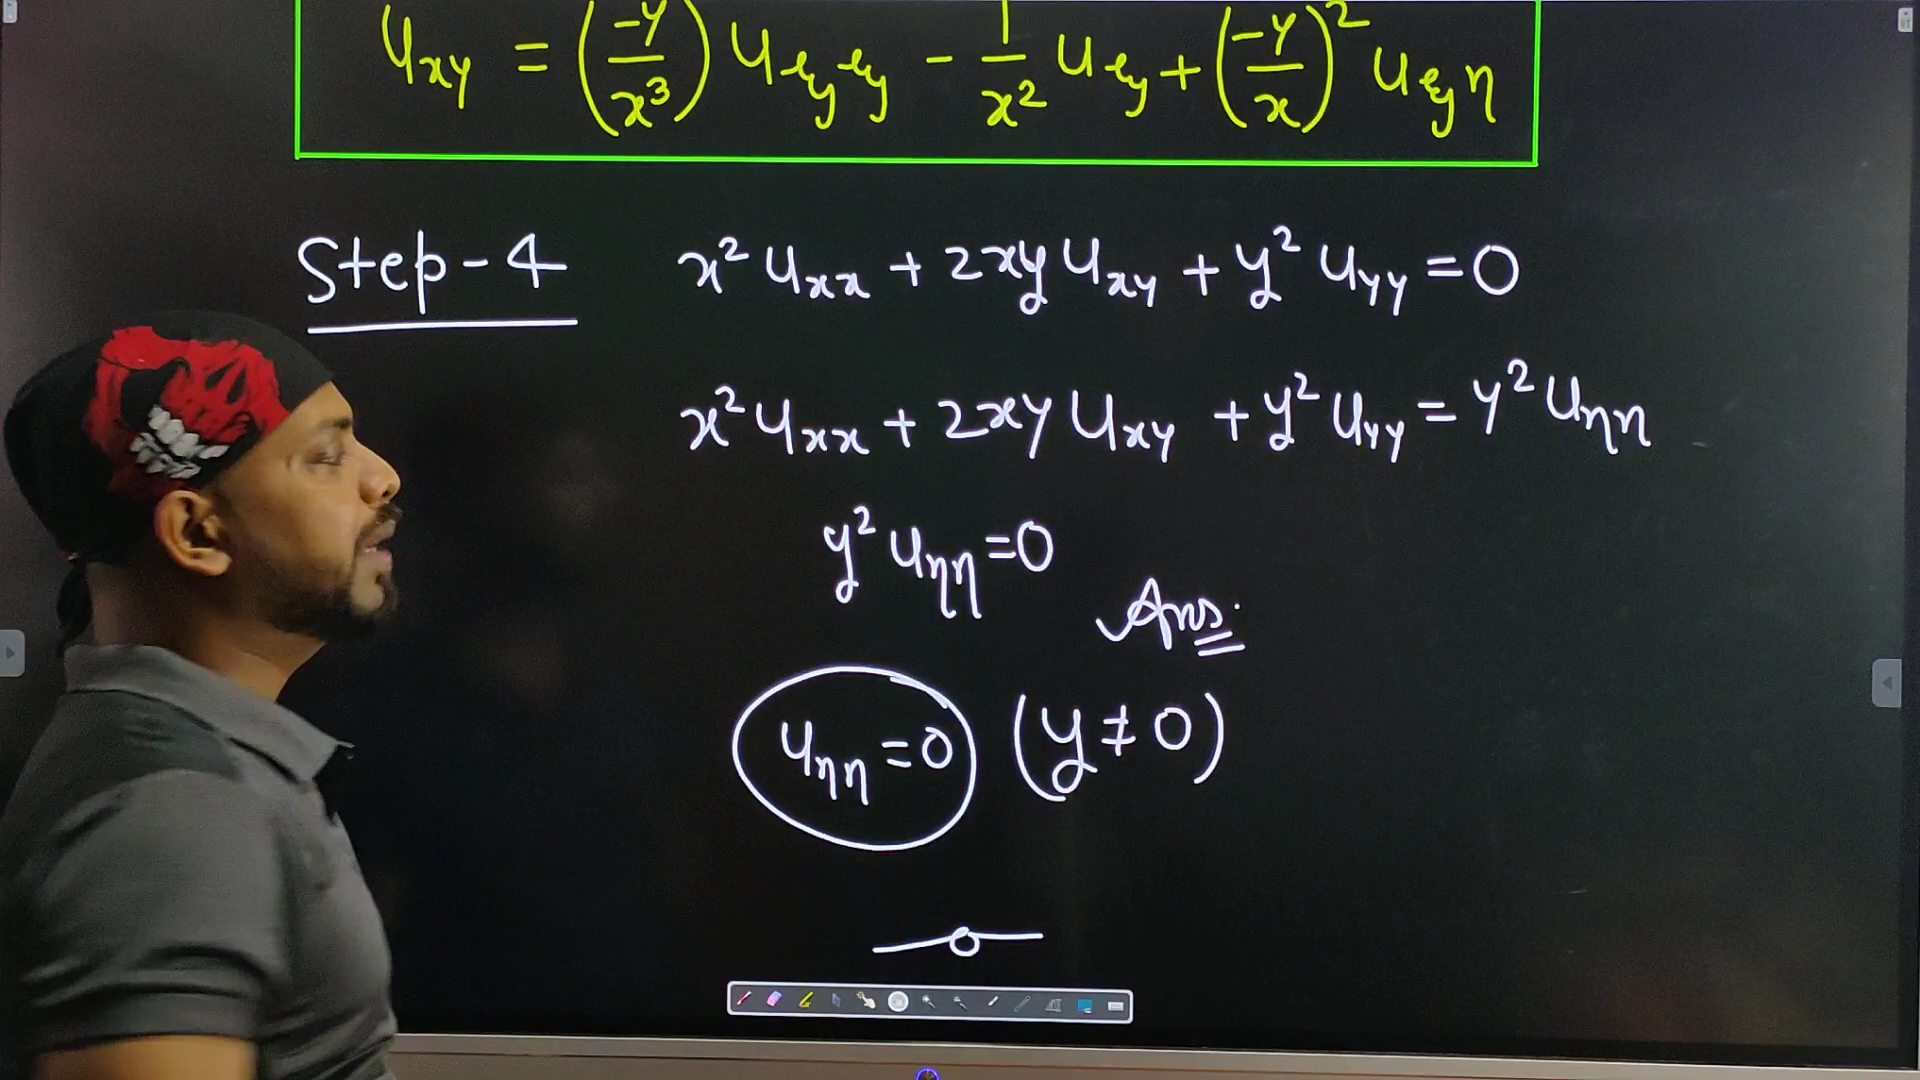 u_xy = (-y/x³) u_ξξ - 1/x² u_ξ + (-y/x)² u_ξη
Step-4 x² u_xx + 2xy u_xy + y² u_yy = 0
x² u_xx + 2xy u_xy + y² u_yy = y² u_ηη
y² u_ηη = 0
Ans.
u_ηη = 0 (y ≠ 0)